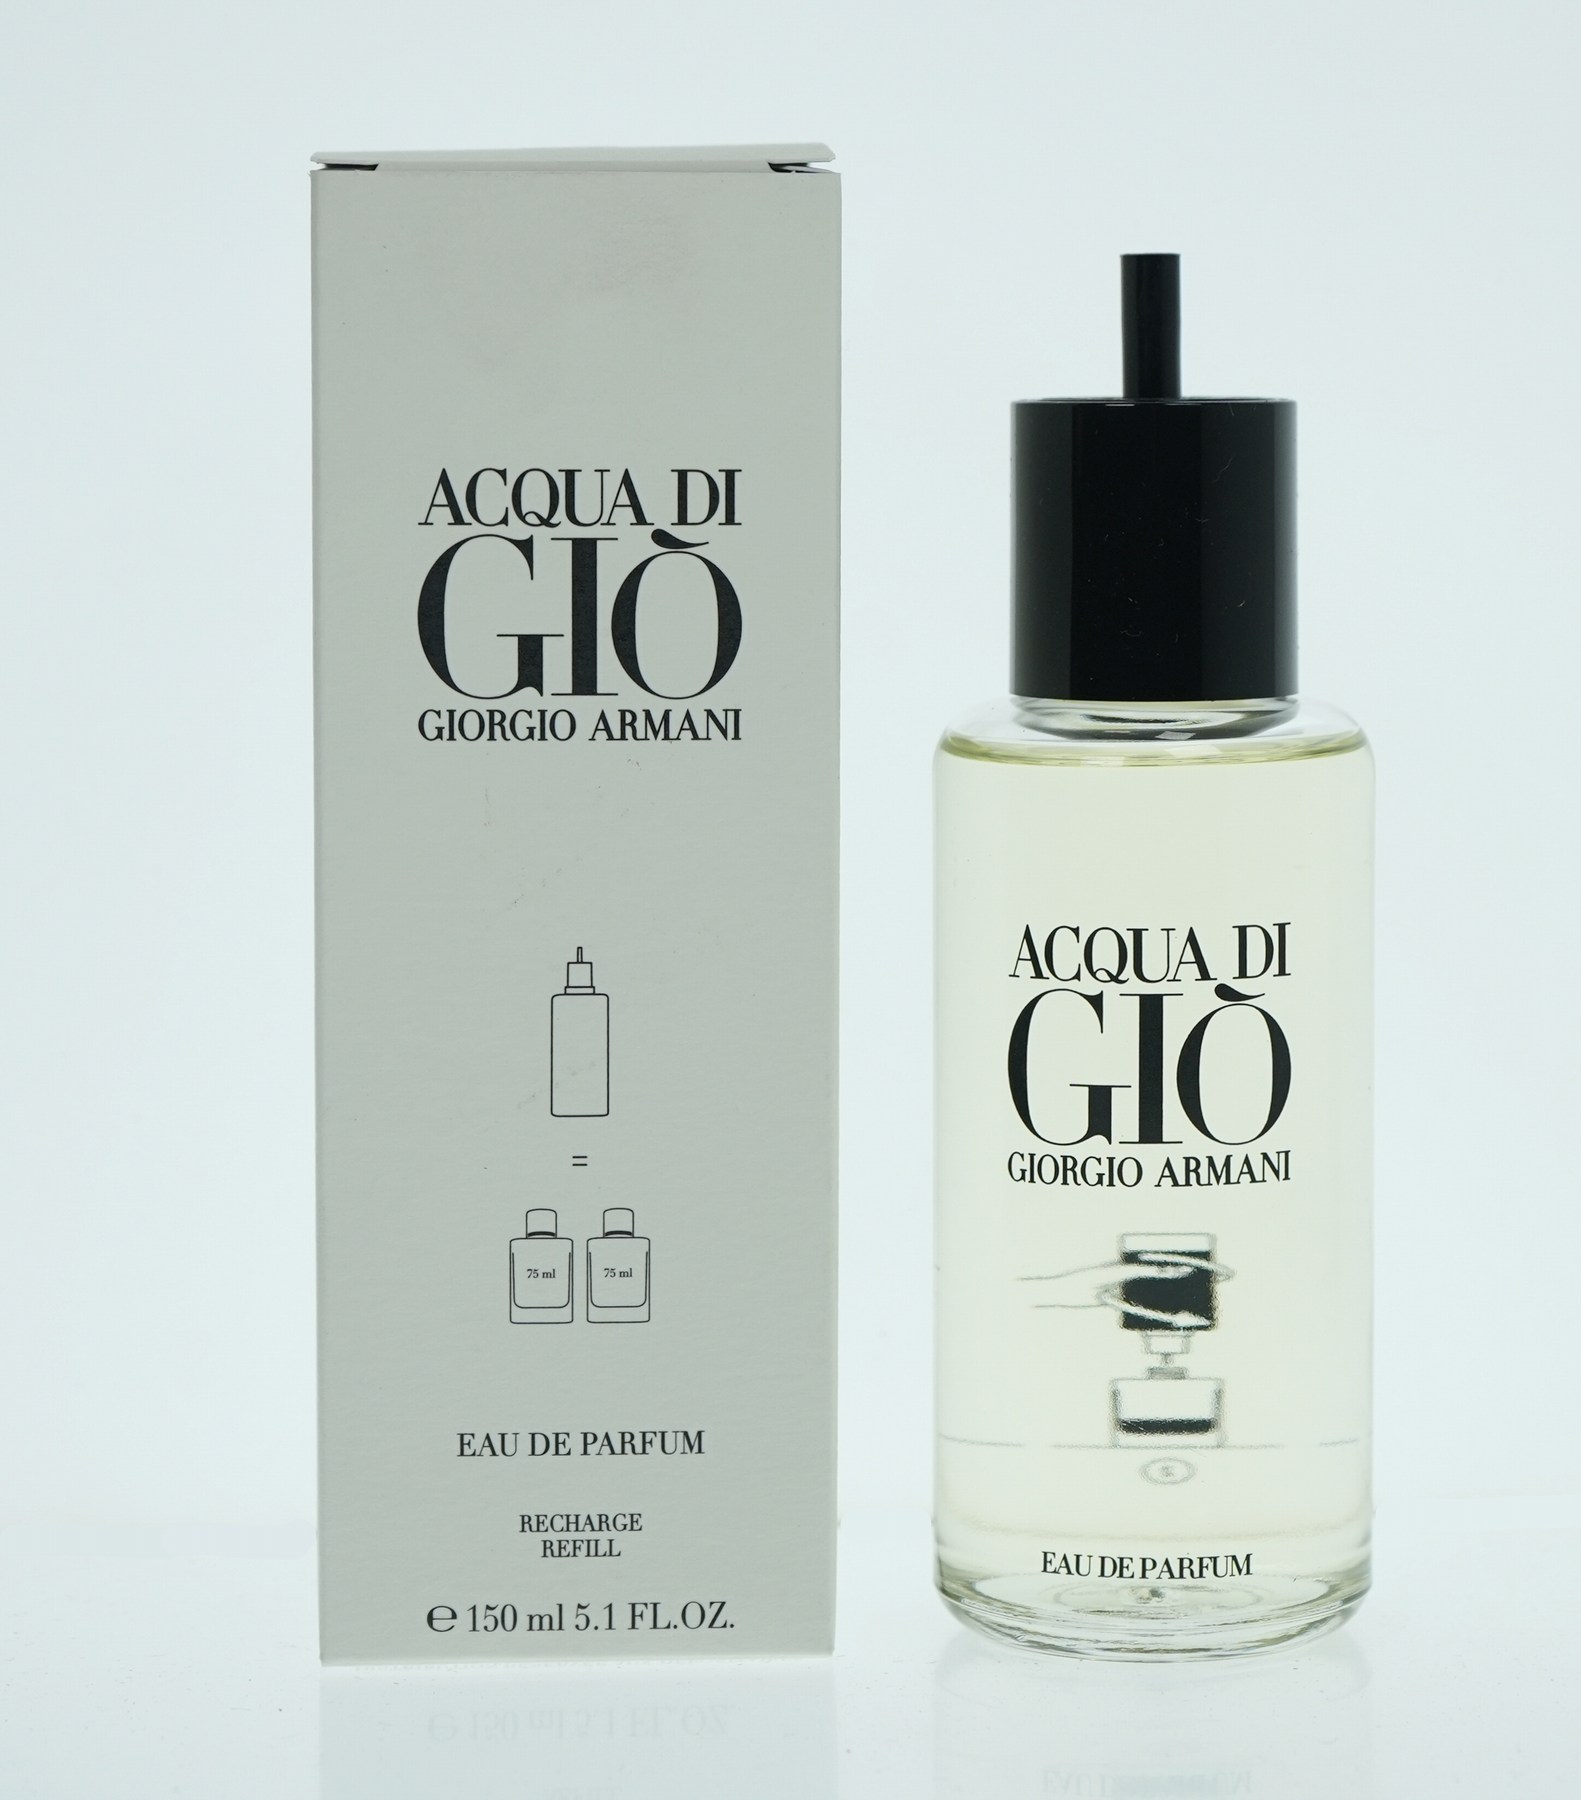 ACQUA DI
GIÒ
GIORGIO ARMANI
=
75 ml 75 ml
EAU DE PARFUM
RECHARGE
REFILL
℮ 150 ml 5.1 FL.OZ.
ACQUA DI
GIÒ
GIORGIO ARMANI
EAU DE PARFUM